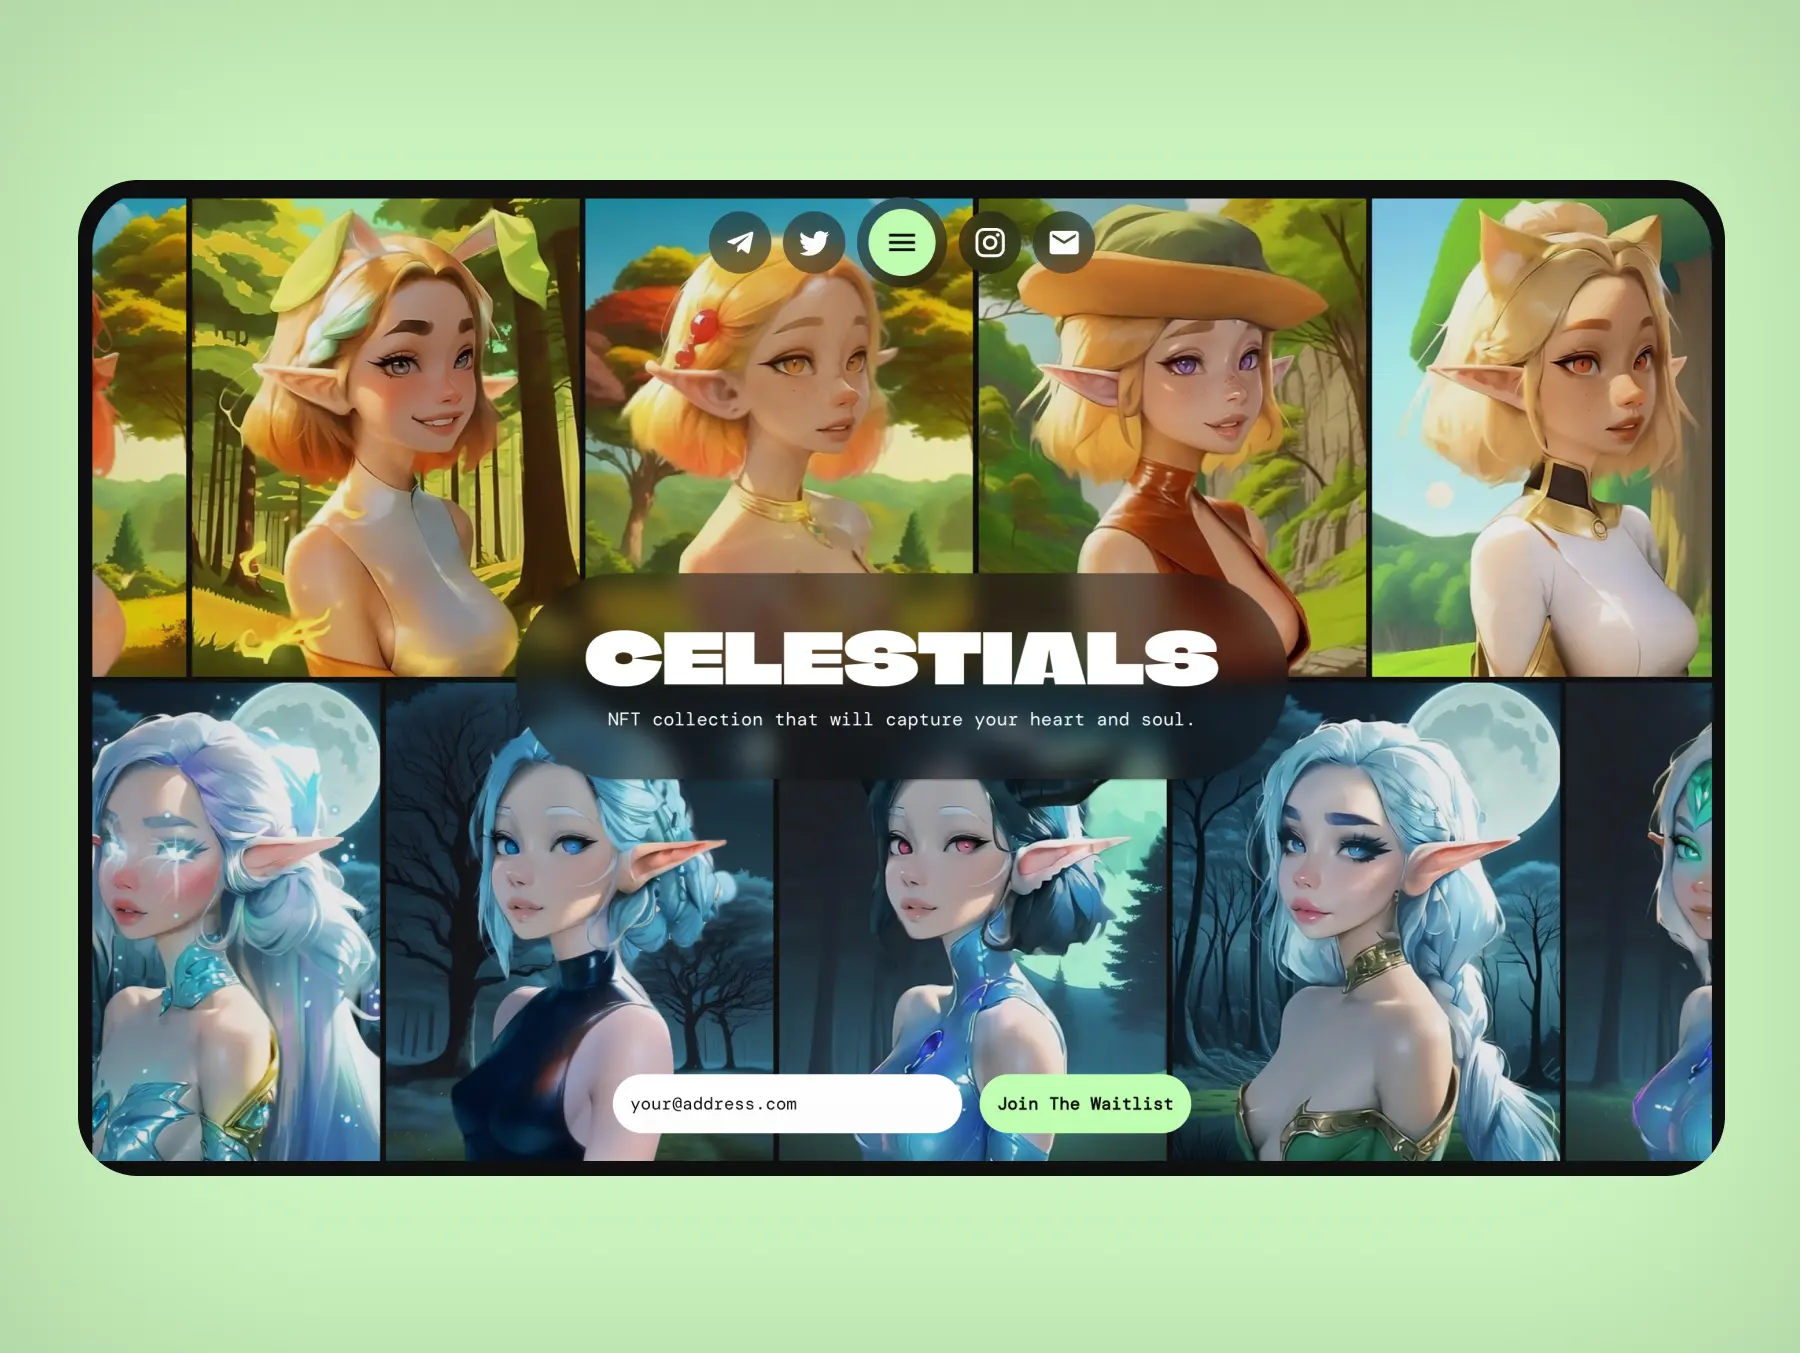 CELESTIALS
NFT collection that will capture your heart and soul.
your@address.com
Join The Waitlist